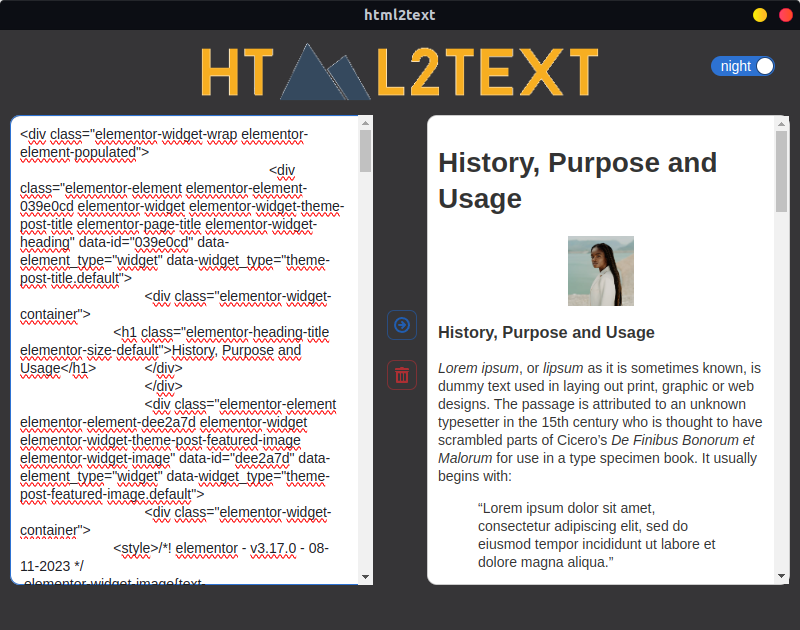 html2text
HTML2TEXT
night
<div class="elementor-widget-wrap elementor-
element-populated">
<div
class="elementor-element elementor-element-
039e0cd elementor-widget elementor-widget-theme-
post-title elementor-page-title elementor-widget-
heading" data-id="039e0cd" data-
element_type="widget" data-widget_type="theme-
post-title.default">
<div class="elementor-widget-
container">
<h1 class="elementor-heading-title
elementor-size-default">History, Purpose and
Usage</h1> </div>
</div>
<div class="elementor-element
elementor-element-dee2a7d elementor-widget
elementor-widget-theme-post-featured-image
elementor-widget-image" data-id="dee2a7d" data-
element_type="widget" data-widget_type="theme-
post-featured-image.default">
<div class="elementor-widget-
container">
<style>/*! elementor - v3.17.0 - 08-
11-2023 */
.elementor-widget-image{text-
History, Purpose and
Usage
History, Purpose and Usage
Lorem ipsum, or lipsum as it is sometimes known, is
dummy text used in laying out print, graphic or web
designs. The passage is attributed to an unknown
typesetter in the 15th century who is thought to have
scrambled parts of Cicero’s De Finibus Bonorum et
Malorum for use in a type specimen book. It usually
begins with:
“Lorem ipsum dolor sit amet,
consectetur adipiscing elit, sed do
eiusmod tempor incididunt ut labore et
dolore magna aliqua.”